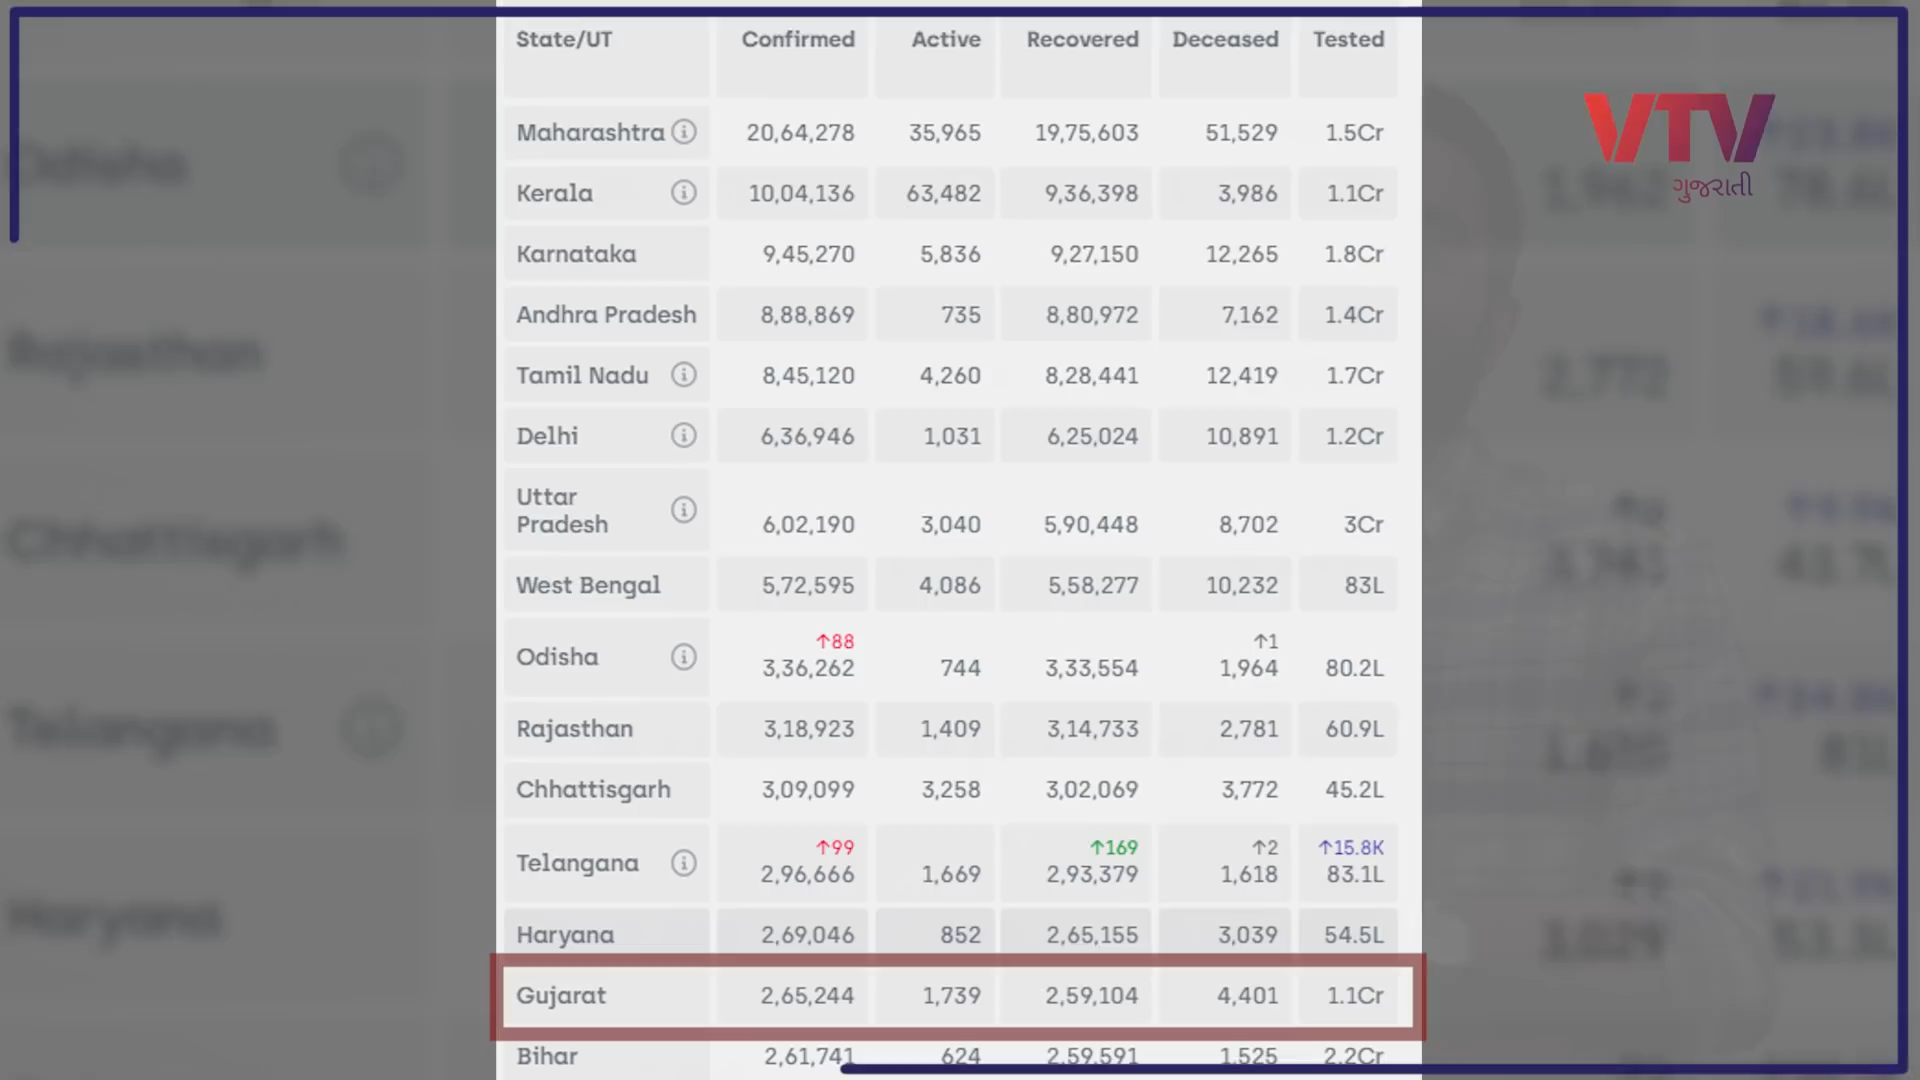 State/UT Confirmed Active Recovered Deceased Tested
Maharashtra 20,64,278 35,965 19,75,603 51,529 1.5Cr
Kerala 10,04,136 63,482 9,36,398 3,986 1.1Cr
Karnataka 9,45,270 5,836 9,27,150 12,265 1.8Cr
Andhra Pradesh 8,88,869 735 8,80,972 7,162 1.4Cr
Tamil Nadu 8,45,120 4,260 8,28,441 12,419 1.7Cr
Delhi 6,36,946 1,031 6,25,024 10,891 1.2Cr
Uttar
Pradesh 6,02,190 3,040 5,90,448 8,702 3Cr
West Bengal 5,72,595 4,086 5,58,277 10,232 83L
↑88 ↑1
Odisha 3,36,262 744 3,33,554 1,964 80.2L
Rajasthan 3,18,923 1,409 3,14,733 2,781 60.9L
Chhattisgarh 3,09,099 3,258 3,02,069 3,772 45.2L
↑99 ↑169 ↑2 ↑15.8K
Telangana 2,96,666 1,669 2,93,379 1,618 83.1L
Haryana 2,69,046 852 2,65,155 3,039 54.5L
Gujarat 2,65,244 1,739 2,59,104 4,401 1.1Cr
Bihar 2,61,741 624 2,59,591 1,525 2.2Cr
VTV
ગુજરાતી
Odisha
Rajasthan
2,772
Chhattisgarh
Telangana
Haryana
3,029